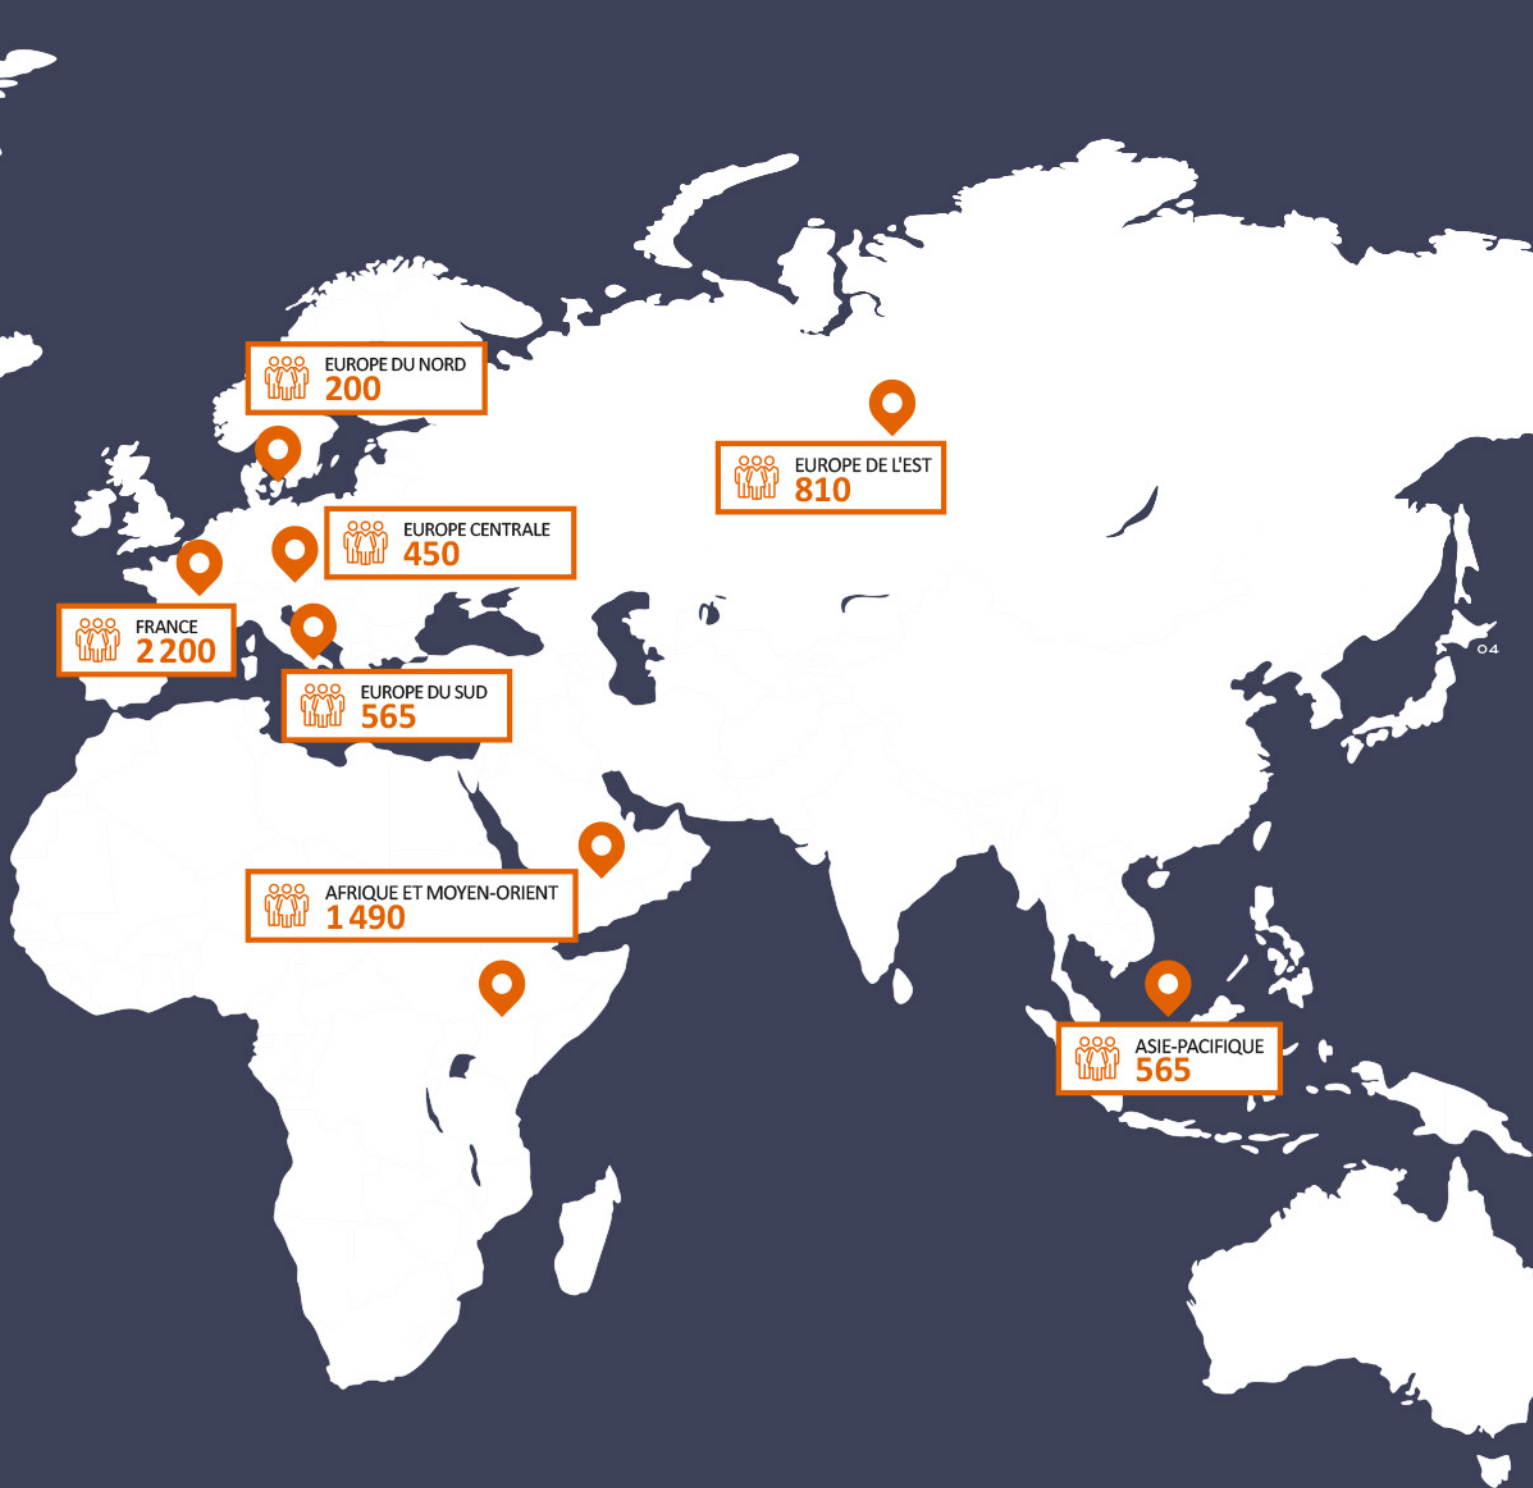 EUROPE DU NORD
200
EUROPE DE L'EST
810
EUROPE CENTRALE
450
FRANCE
2 200
04
EUROPE DU SUD
565
AFRIQUE ET MOYEN-ORIENT
1 490
ASIE-PACIFIQUE
565